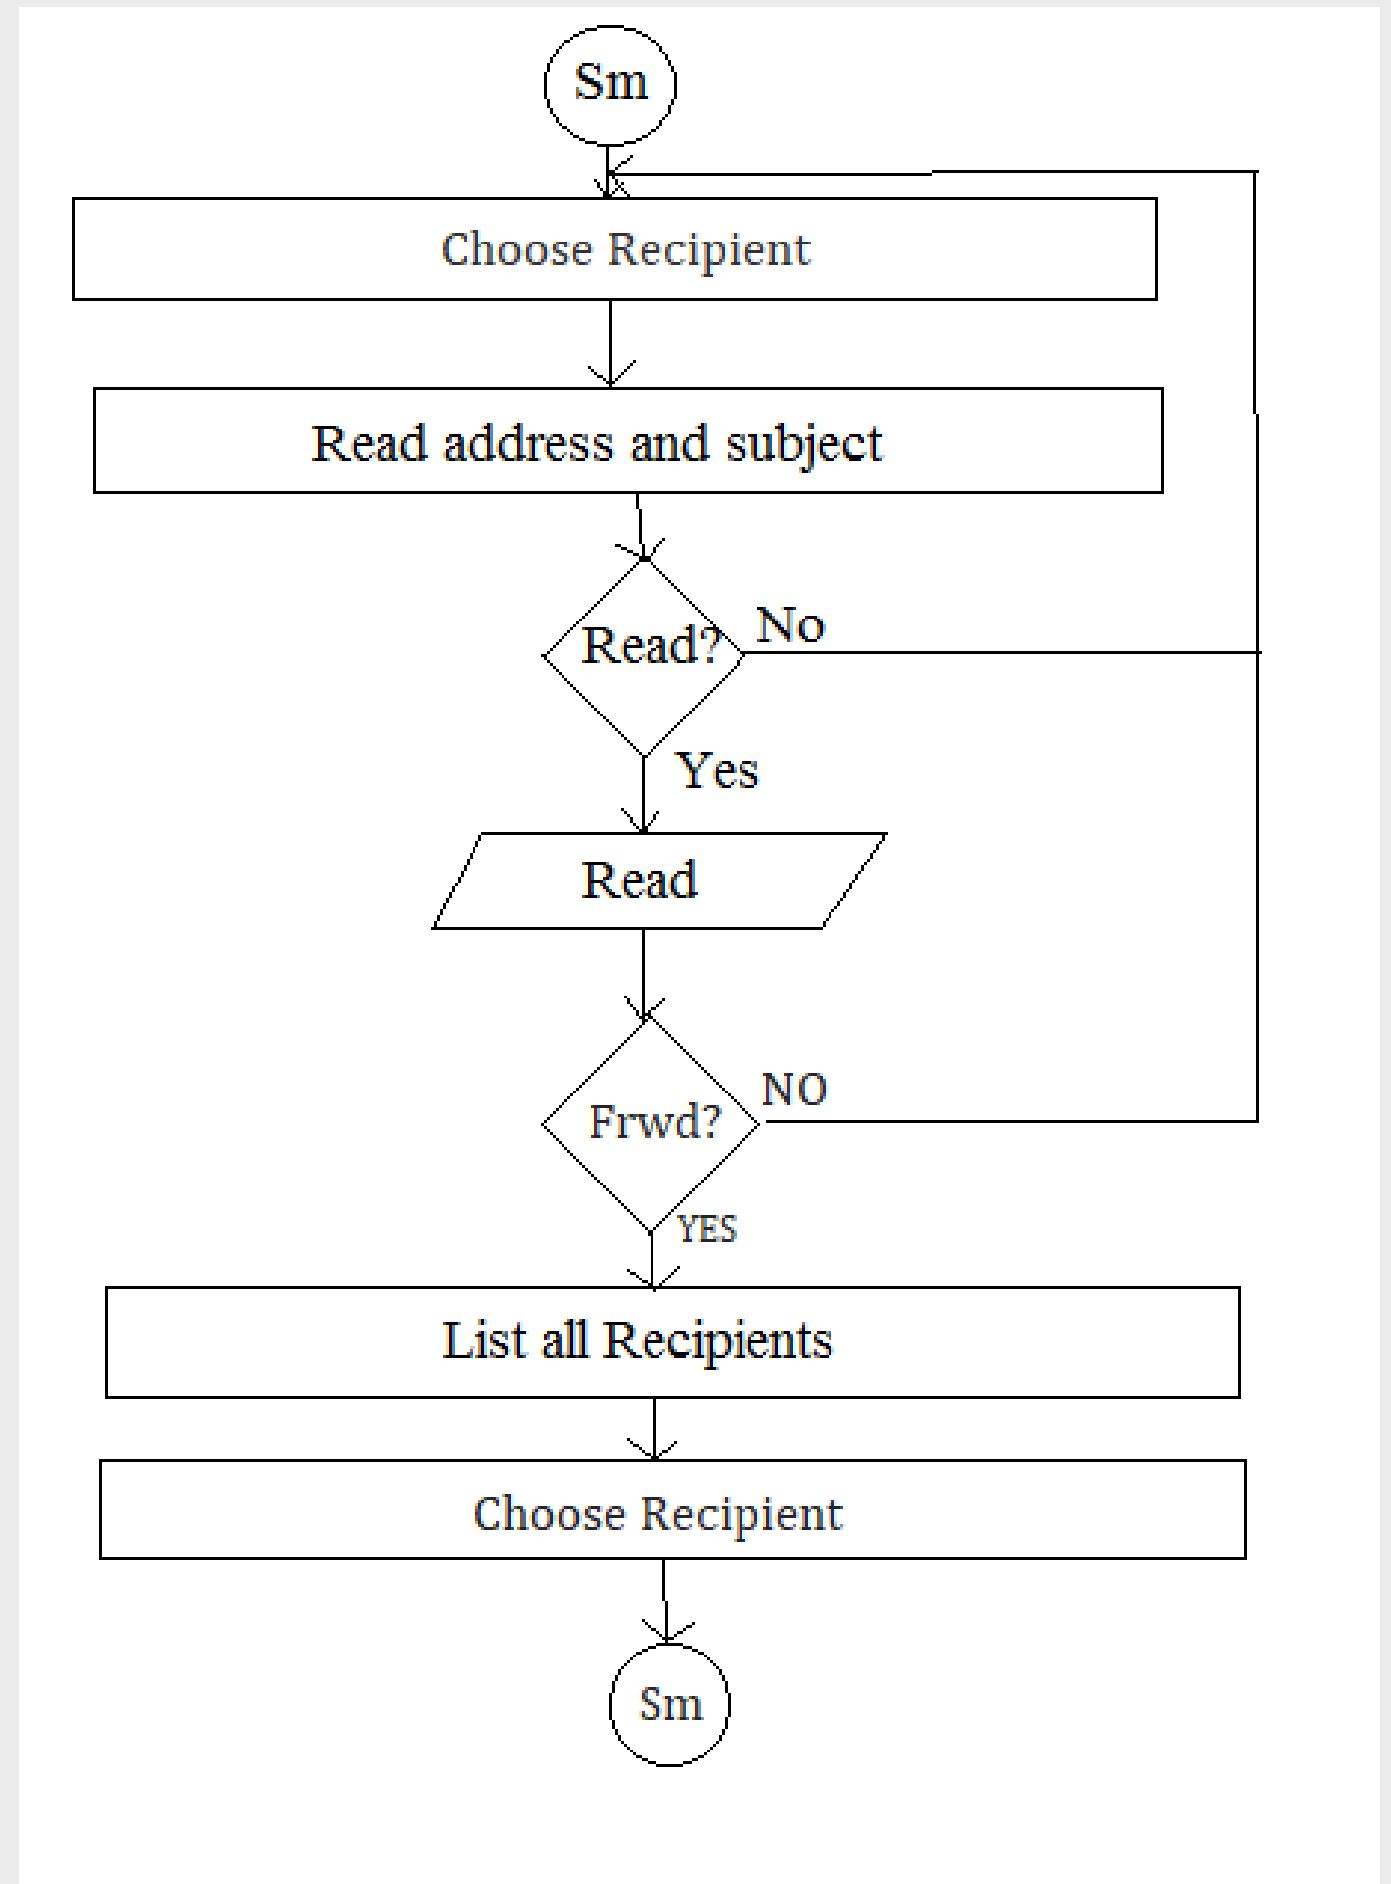 Sm
Choose Recipient
Read address and subject
Read?
No
Yes
Read
Frwd?
NO
YES
List all Recipients
Choose Recipient
Sm